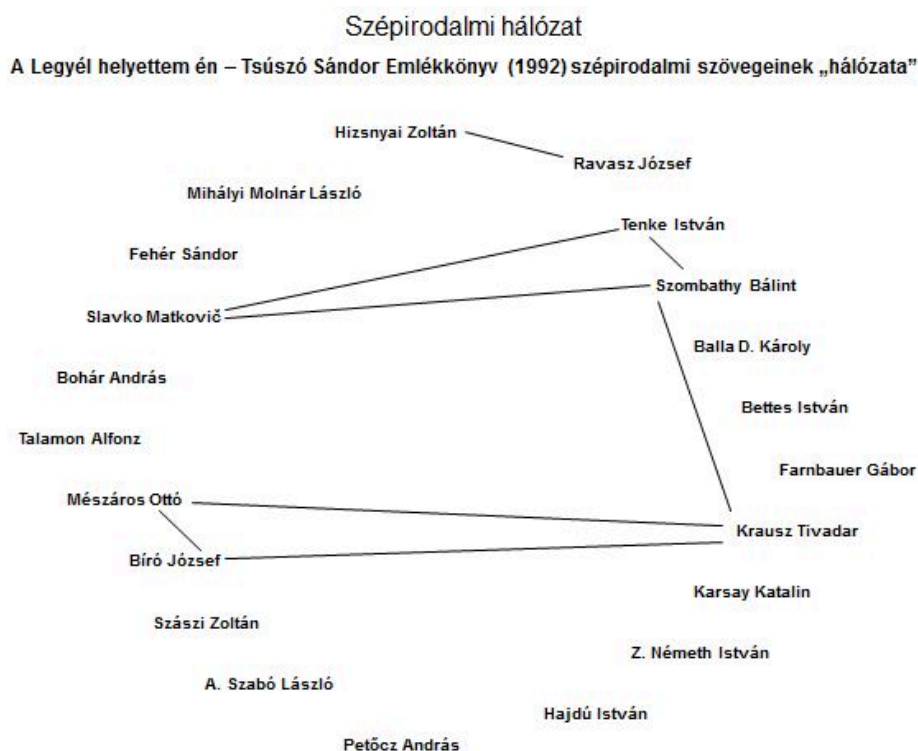 Szépirodalmi hálózat
A Legyél helyettem én – Tsúszó Sándor Emlékkönyv (1992) szépirodalmi szövegeinek „hálózata”
Hizsnyai Zoltán
Ravasz József
Mihályi Molnár László
Tenke István
Fehér Sándor
Szombathy Bálint
Slavko Matkovič
Balla D. Károly
Bohár András
Bettes István
Talamon Alfonz
Farnbauer Gábor
Mészáros Ottó
Krausz Tivadar
Bíró József
Karsay Katalin
Szászi Zoltán
Z. Németh István
A. Szabó László
Hajdú István
Petőcz András